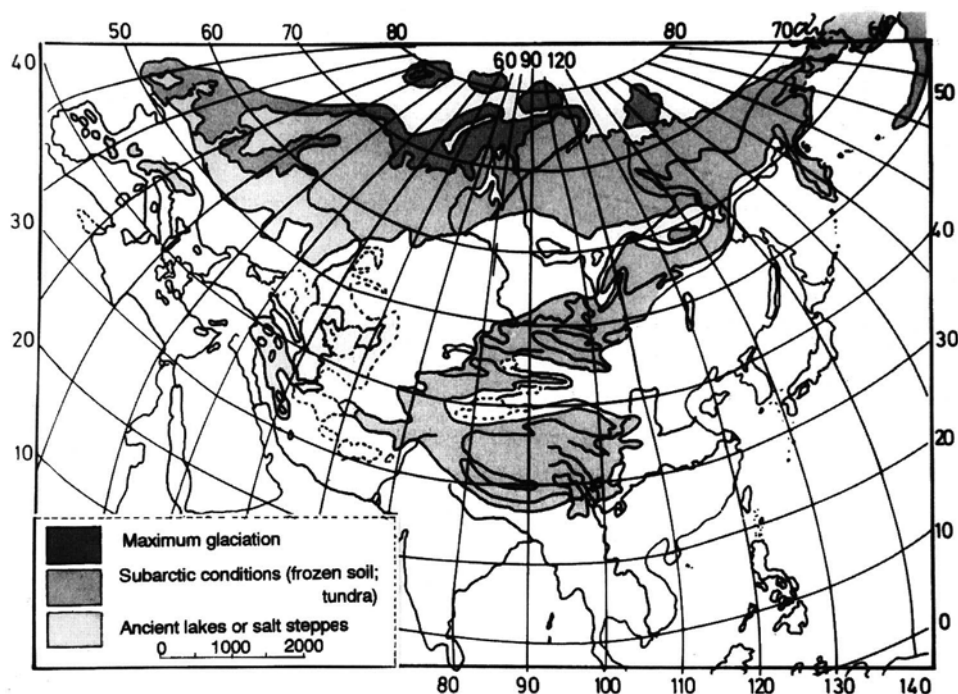 50 60 70 80 80 70 60
40 60 90 120 50
30 40
20 30
10 20
Maximum glaciation
Subarctic conditions (frozen soil;
tundra)
Ancient lakes or salt steppes
0 1000 2000
10
0
80 90 100 110 120 130 140